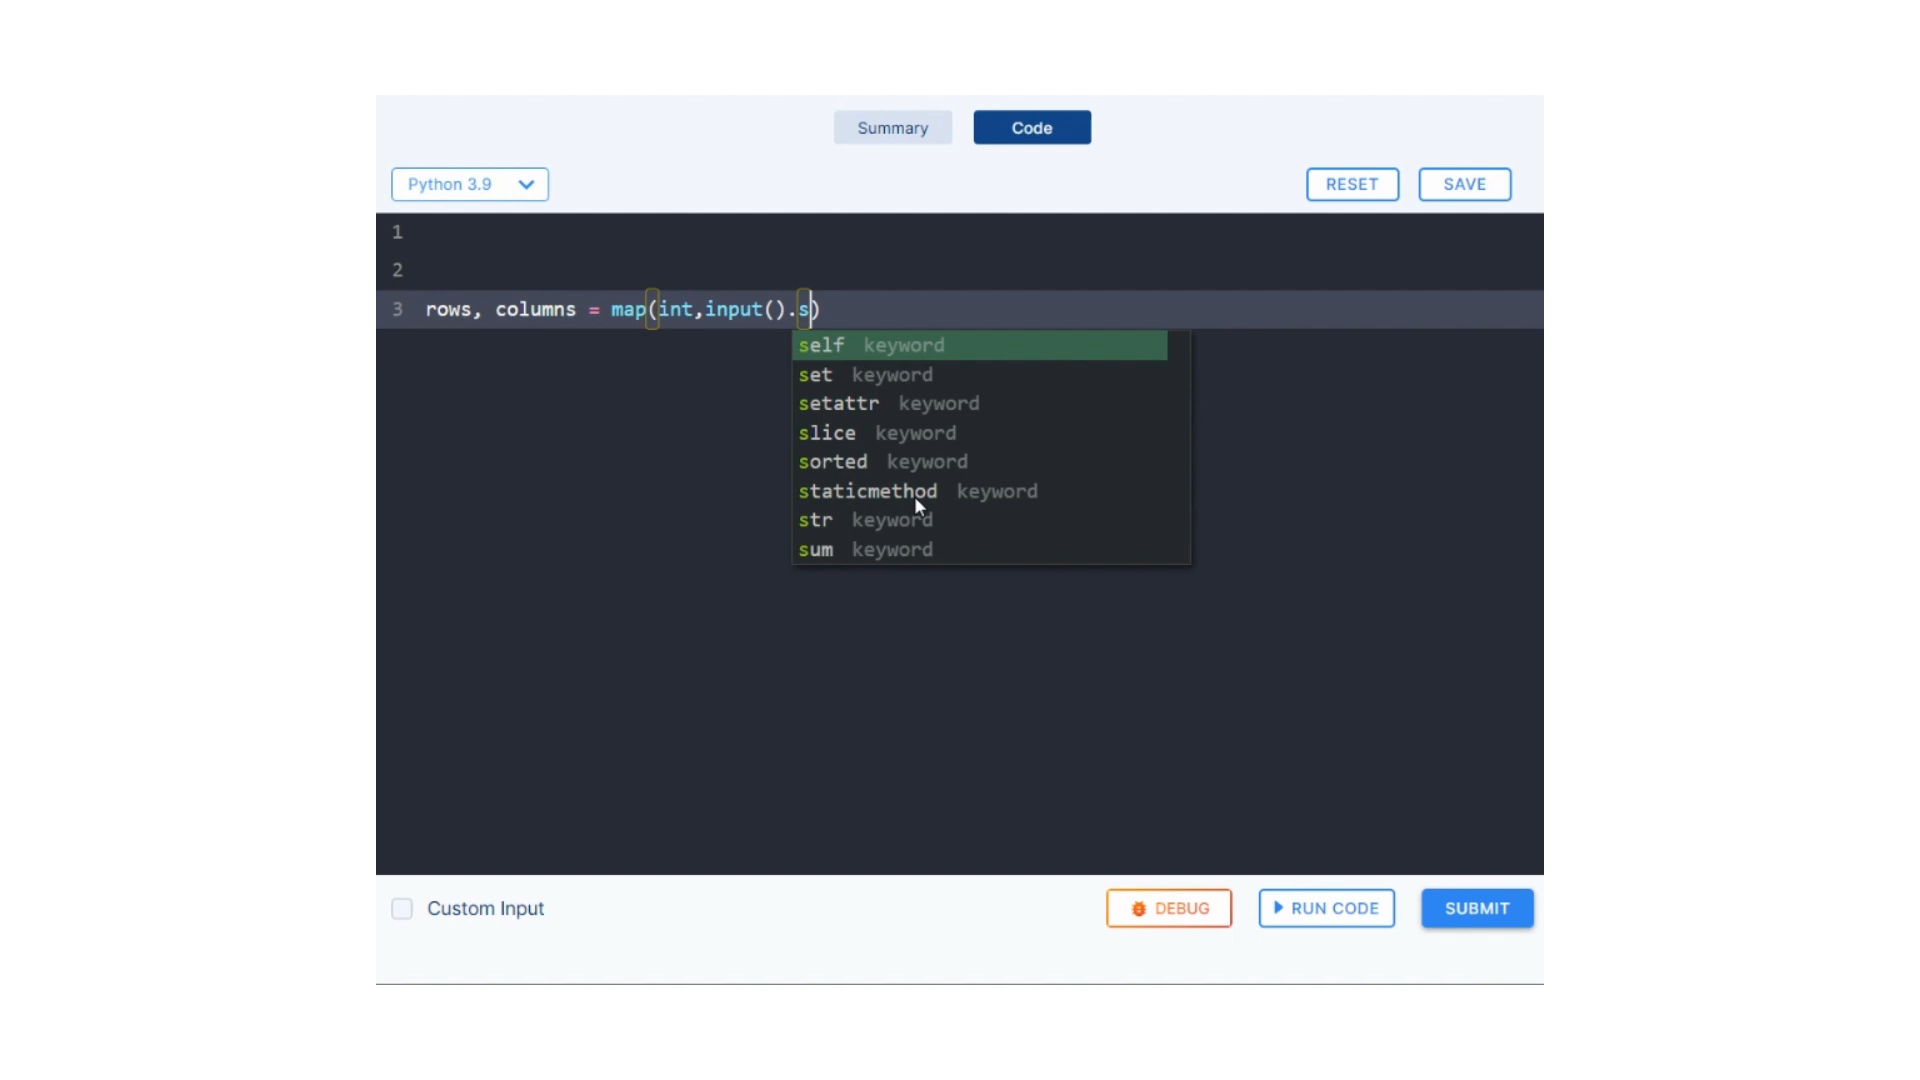 Summary Code
Python 3.9 RESET SAVE
1
2
3 rows, columns = map(int,input().s)
self keyword
set keyword
setattr keyword
slice keyword
sorted keyword
staticmethod keyword
str keyword
sum keyword
Custom Input DEBUG RUN CODE SUBMIT